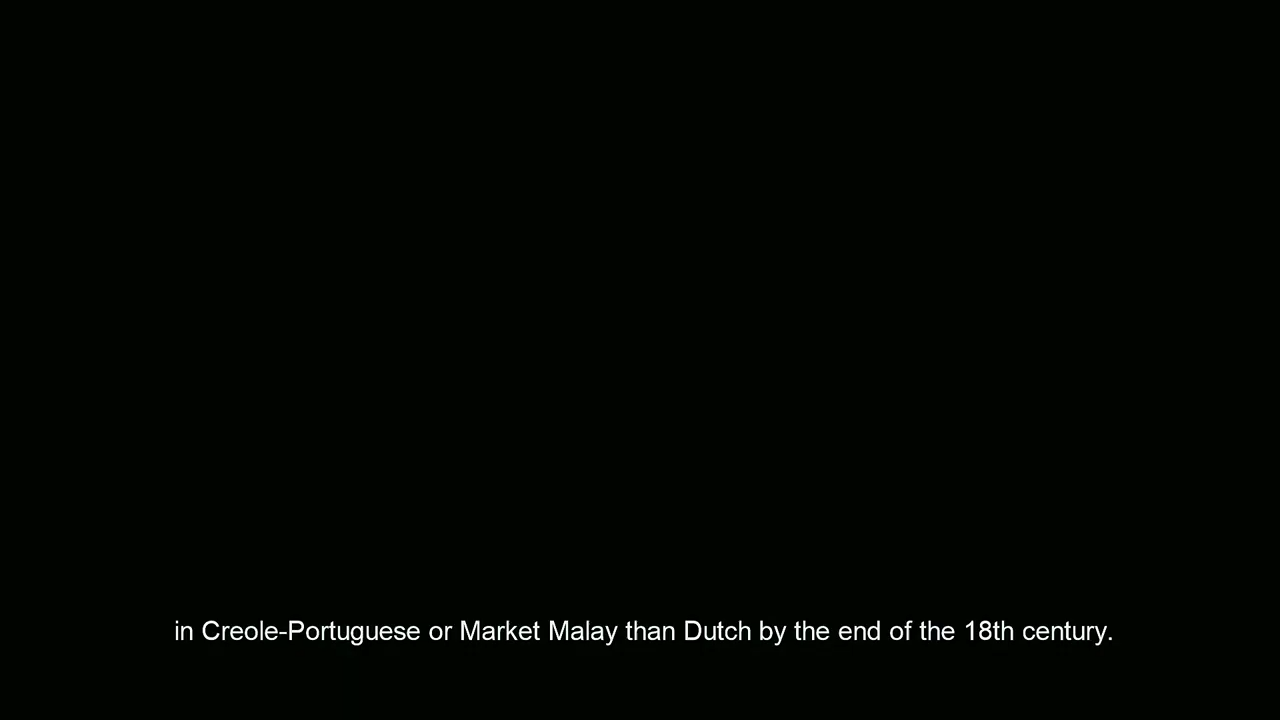 in Creole-Portuguese or Market Malay than Dutch by the end of the 18th century.